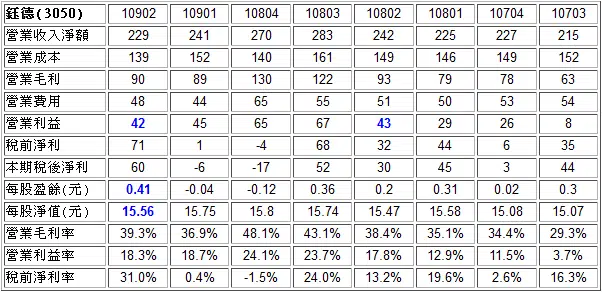 鈺德(3050) 10902 10901 10804 10803 10802 10801 10704 10703
營業收入淨額 229 241 270 283 242 225 227 215
營業成本 139 152 140 161 149 146 149 152
營業毛利 90 89 130 122 93 79 78 63
營業費用 48 44 65 55 51 50 53 54
營業利益 42 45 65 67 43 29 26 8
稅前淨利 71 1 -4 68 32 44 6 35
本期稅後淨利 60 -6 -17 52 30 45 3 44
每股盈餘(元) 0.41 -0.04 -0.12 0.36 0.2 0.31 0.02 0.3
每股淨值(元) 15.56 15.75 15.8 15.74 15.47 15.58 15.08 15.07
營業毛利率 39.3% 36.9% 48.1% 43.1% 38.4% 35.1% 34.4% 29.3%
營業利益率 18.3% 18.7% 24.1% 23.7% 17.8% 12.9% 11.5% 3.7%
稅前淨利率 31.0% 0.4% -1.5% 24.0% 13.2% 19.6% 2.6% 16.3%